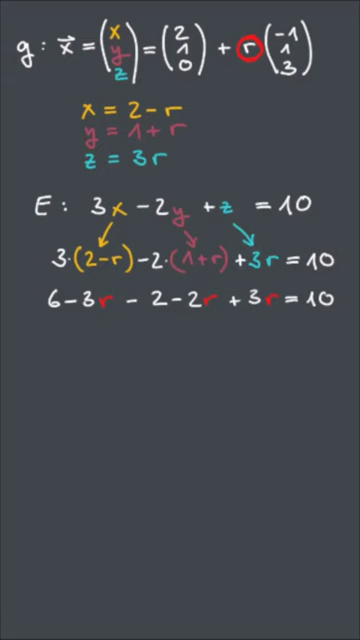 g: x⃗ = (x y z) = (2 1 0) + r (-1 1 3)
x = 2 - r
y = 1 + r
z = 3r
E: 3x - 2y + z = 10
3·(2-r) - 2·(1+r) + 3r = 10
6 - 3r - 2 - 2r + 3r = 10